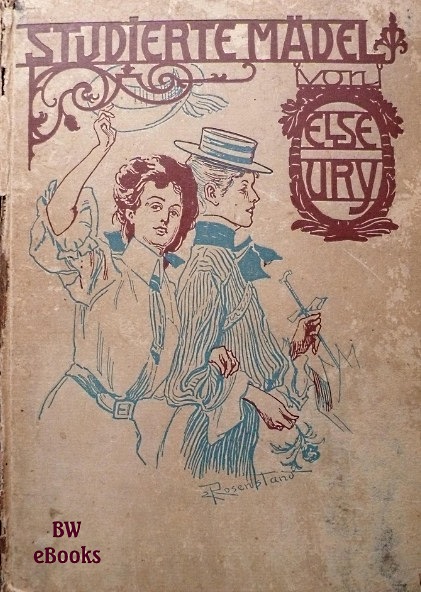 STUDIERTE MÄDEL
von
ELSE
URY
E Rosenstand
BW
eBooks